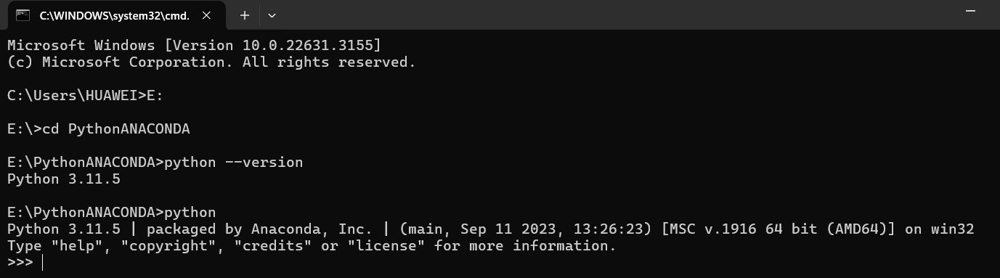 C:\WINDOWS\system32\cmd.
Microsoft Windows [Version 10.0.22631.3155]
(c) Microsoft Corporation. All rights reserved.
C:\Users\HUAWEI>E:
E:\>cd PythonANACONDA
E:\PythonANACONDA>python --version
Python 3.11.5
E:\PythonANACONDA>python
Python 3.11.5 | packaged by Anaconda, Inc. | (main, Sep 11 2023, 13:26:23) [MSC v.1916 64 bit (AMD64)] on win32
Type "help", "copyright", "credits" or "license" for more information.
>>>